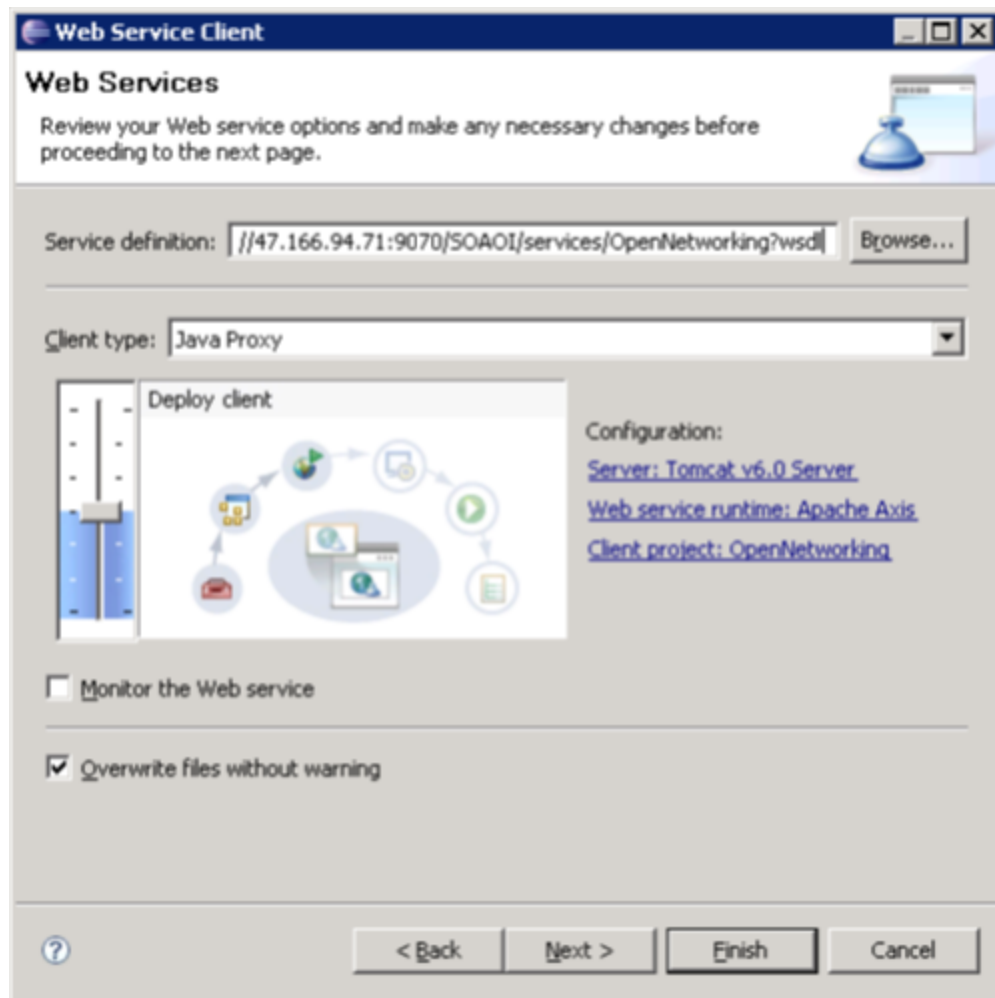 Web Service Client
Web Services
Review your Web service options and make any necessary changes before
proceeding to the next page.
Service definition: //47.166.94.71:9070/SOAOI/services/OpenNetworking?wsdl Browse...
Client type: Java Proxy
Deploy client
Configuration:
Server: Tomcat v6.0 Server
Web service runtime: Apache Axis
Client project: OpenNetworking
Monitor the Web service
Overwrite files without warning
? < Back Next > Finish Cancel